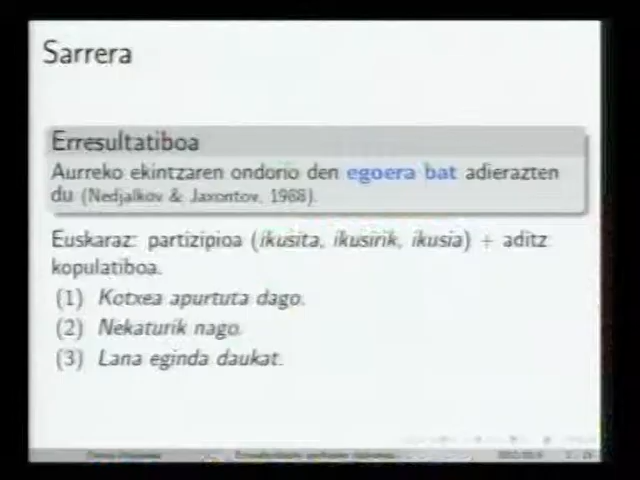 Sarrera
Erresultatiboa
Aurreko ekintzaren ondorio den egoera bat adierazten
du (Nedjalkov & Jaxontov, 1988).
Euskaraz: partizipioa (ikusita, ikusirik, ikusia) + aditz
kopulatiboa.
(1) Kotxea apurtuta dago.
(2) Nekaturik nago.
(3) Lana eginda daukat.